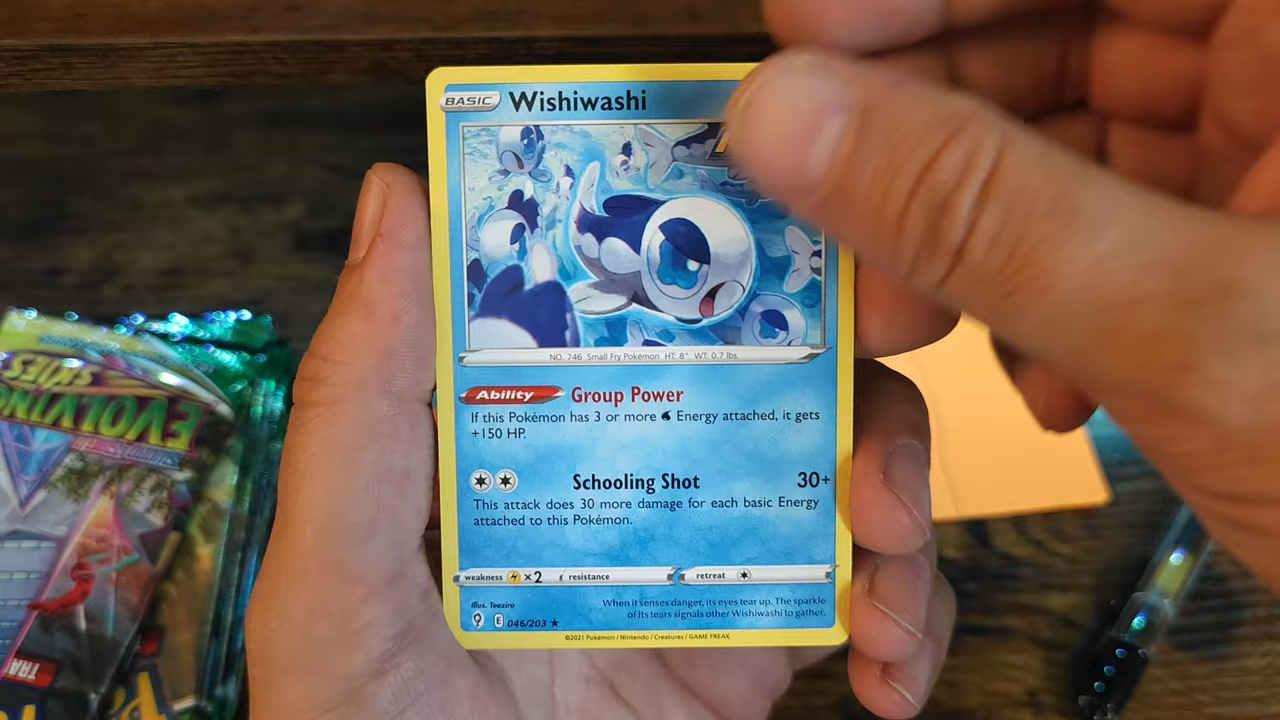 BASIC Wishiwashi
NO. 746 Small Fry Pokémon HT: 8" WT: 0.7 lbs.
Ability Group Power
If this Pokémon has 3 or more Energy attached, it gets
+150 HP.
Schooling Shot 30+
This attack does 30 more damage for each basic Energy
attached to this Pokémon.
weakness ×2 resistance retreat
Illus. Teeziro
When it senses danger, its eyes tear up. The sparkle
of its tears signals other Wishiwashi to gather.
E 046/203 ★
©2021 Pokémon / Nintendo / Creatures / GAME FREAK
EVOLVING
SKIES
TRA